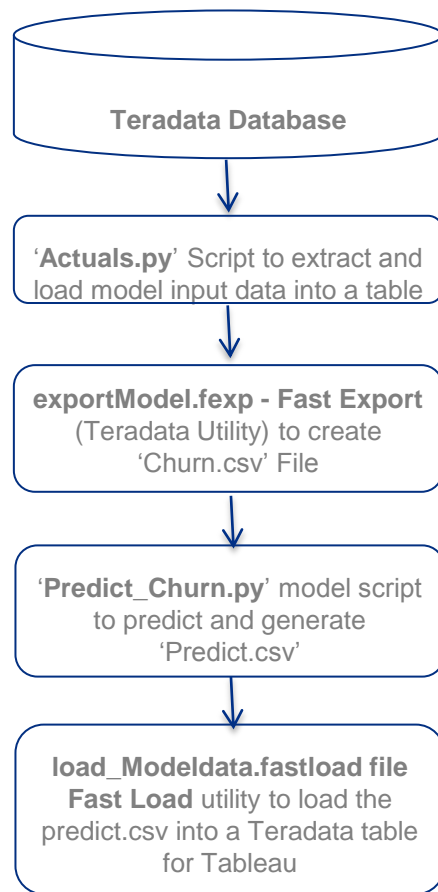 Teradata Database
‘Actuals.py’ Script to extract and
load model input data into a table
exportModel.fexp - Fast Export
(Teradata Utility) to create
‘Churn.csv’ File
‘Predict_Churn.py’ model script
to predict and generate
‘Predict.csv’
load_Modeldata.fastload file
Fast Load utility to load the
predict.csv into a Teradata table
for Tableau